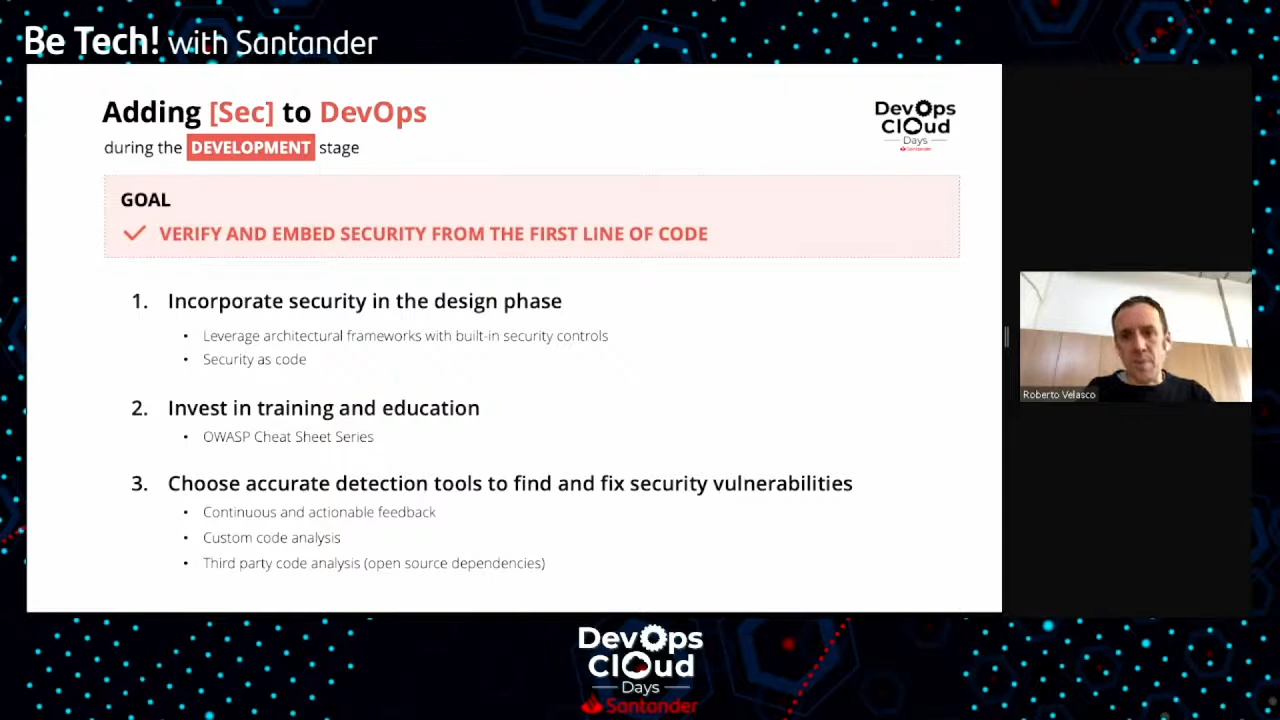 Be Tech! with Santander
Adding [Sec] to DevOps
during the DEVELOPMENT stage
DevOps
Cloud
Days
Santander
GOAL
VERIFY AND EMBED SECURITY FROM THE FIRST LINE OF CODE
1. Incorporate security in the design phase
• Leverage architectural frameworks with built-in security controls
• Security as code
2. Invest in training and education
• OWASP Cheat Sheet Series
3. Choose accurate detection tools to find and fix security vulnerabilities
• Continuous and actionable feedback
• Custom code analysis
• Third party code analysis (open source dependencies)
Roberto Velasco
DevOps
Cloud
Days
Santander